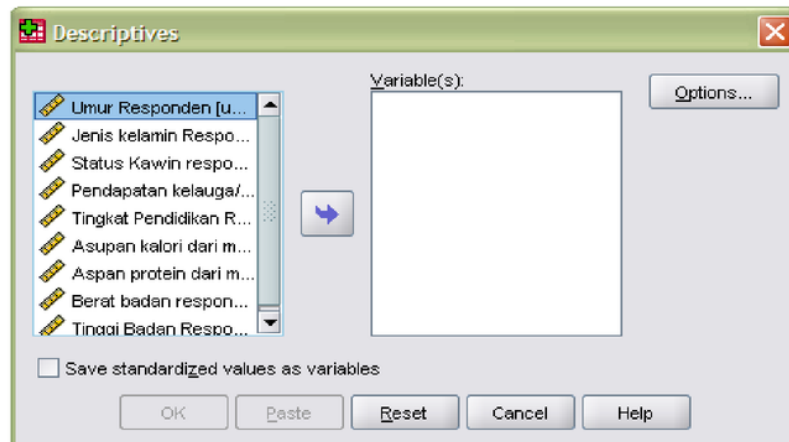 Descriptives
Variable(s):
Options...
Umur Responden [u...
Jenis kelamin Respo...
Status Kawin respo...
Pendapatan kelauga/...
Tingkat Pendidikan R...
Asupan kalori dari m...
Aspan protein dari m...
Berat badan respon...
Tinggi Badan Respo...
Save standardized values as variables
OK
Paste
Reset
Cancel
Help